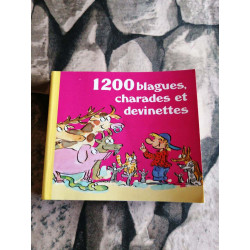 1200 blagues,
charades et
devinettes